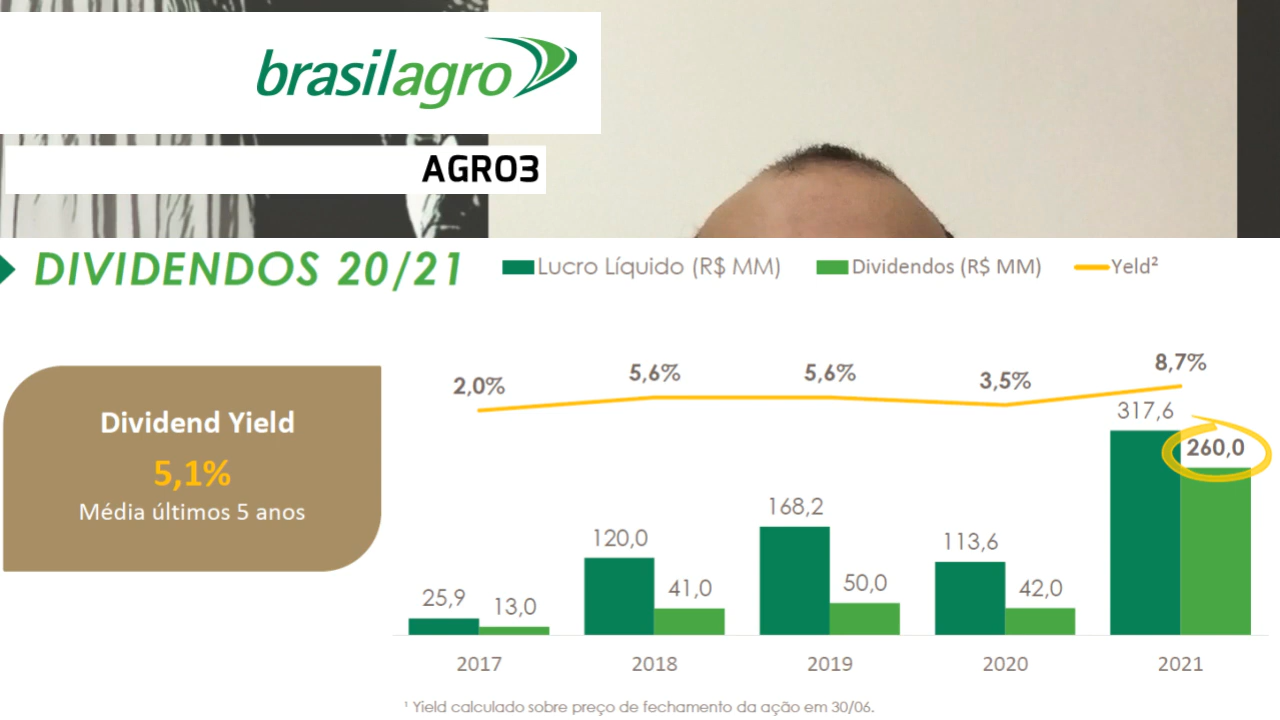 brasilagro
AGRO3
DIVIDENDOS 20/21
Lucro Líquido (R$ MM)
Dividendos (R$ MM)
Yeld²
Dividend Yield
5,1%
Média últimos 5 anos
2,0%
5,6%
5,6%
3,5%
8,7%
25,9
13,0
120,0
41,0
168,2
50,0
113,6
42,0
317,6
260,0
2017
2018
2019
2020
2021
¹ Yield calculado sobre preço de fechamento da ação em 30/06.